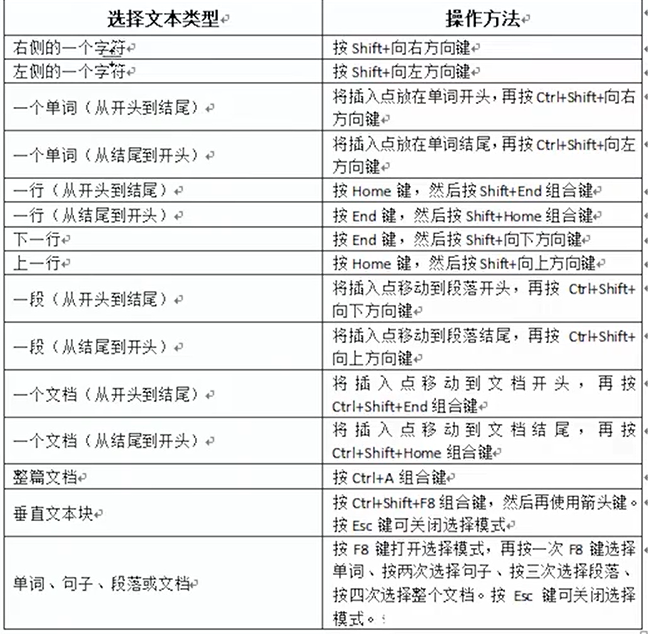 选择文本类型
操作方法
右侧的一个字符
按 Shift+向右方向键
左侧的一个字符
按 Shift+向左方向键
一个单词（从开头到结尾）
将插入点放在单词开头，再按 Ctrl+Shift+向右
方向键
一个单词（从结尾到开头）
将插入点放在单词结尾，再按 Ctrl+Shift+向左
方向键
一行（从开头到结尾）
按 Home 键，然后按 Shift+End 组合键
一行（从结尾到开头）
按 End 键，然后按 Shift+Home 组合键
下一行
按 End 键，然后按 Shift+向下方向键
上一行
按 Home 键，然后按 Shift+向上方向键
一段（从开头到结尾）
将插入点移动到段落开头，再按 Ctrl+Shift+
向下方向键
一段（从结尾到开头）
将插入点移动到段落结尾，再按 Ctrl+Shift+
向上方向键
一个文档（从开头到结尾）
将插入点移动到文档开头，再按
Ctrl+Shift+End 组合键
一个文档（从结尾到开头）
将插入点移动到文档结尾，再按
Ctrl+Shift+Home 组合键
整篇文档
按 Ctrl+A 组合键
垂直文本块
按 Ctrl+Shift+F8 组合键，然后再使用箭头键。
按 Esc 键可关闭选择模式
单词、句子、段落或文档
按 F8 键打开选择模式，再按一次 F8 键选择
单词、按两次选择句子、按三次选择段落、
按四次选择整个文档。按 Esc 键可关闭选择
模式。